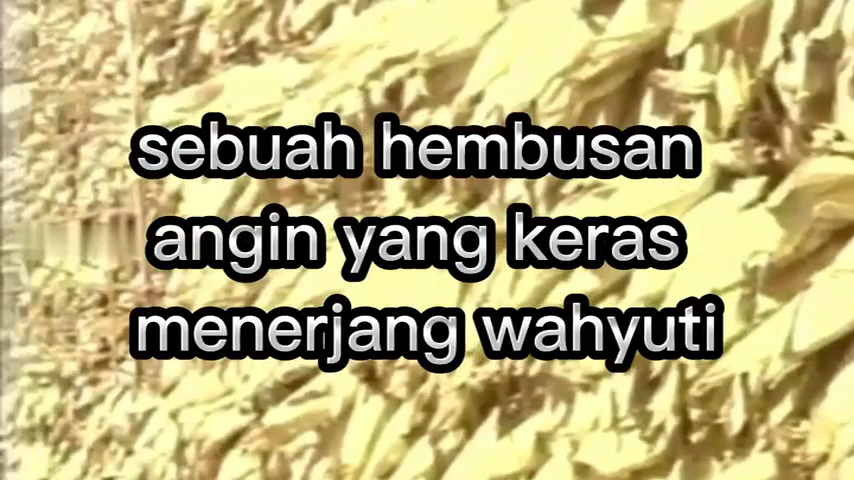 sebuah hembusan
angin yang keras
menerjang wahyuti